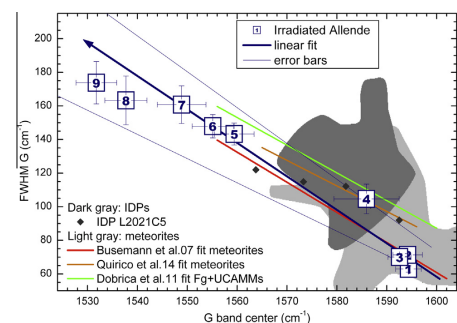 200
180
160
140
120
100
80
60
FWHM G (cm⁻¹)
1 Irradiated Allende
linear fit
error bars
9
8
7
6
5
4
3
2
1
Dark gray: IDPs
IDP L2021C5
Light gray: meteorites
Busemann et al.07 fit meteorites
Quirico et al.14 fit meteorites
Dobrica et al.11 fit Fg+UCAMMs
1530 1540 1550 1560 1570 1580 1590 1600
G band center (cm⁻¹)